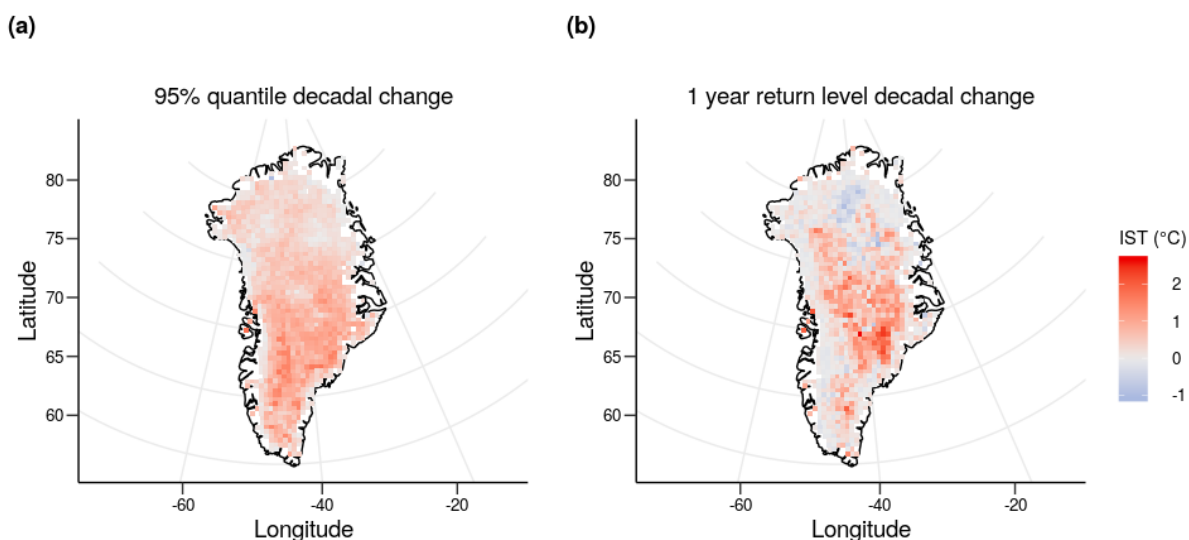 (a)
(b)
95% quantile decadal change
1 year return level decadal change
80
75
70
65
60
Latitude
-60
-40
-20
Longitude
80
75
70
65
60
Latitude
-60
-40
-20
Longitude
IST (°C)
2
1
0
-1